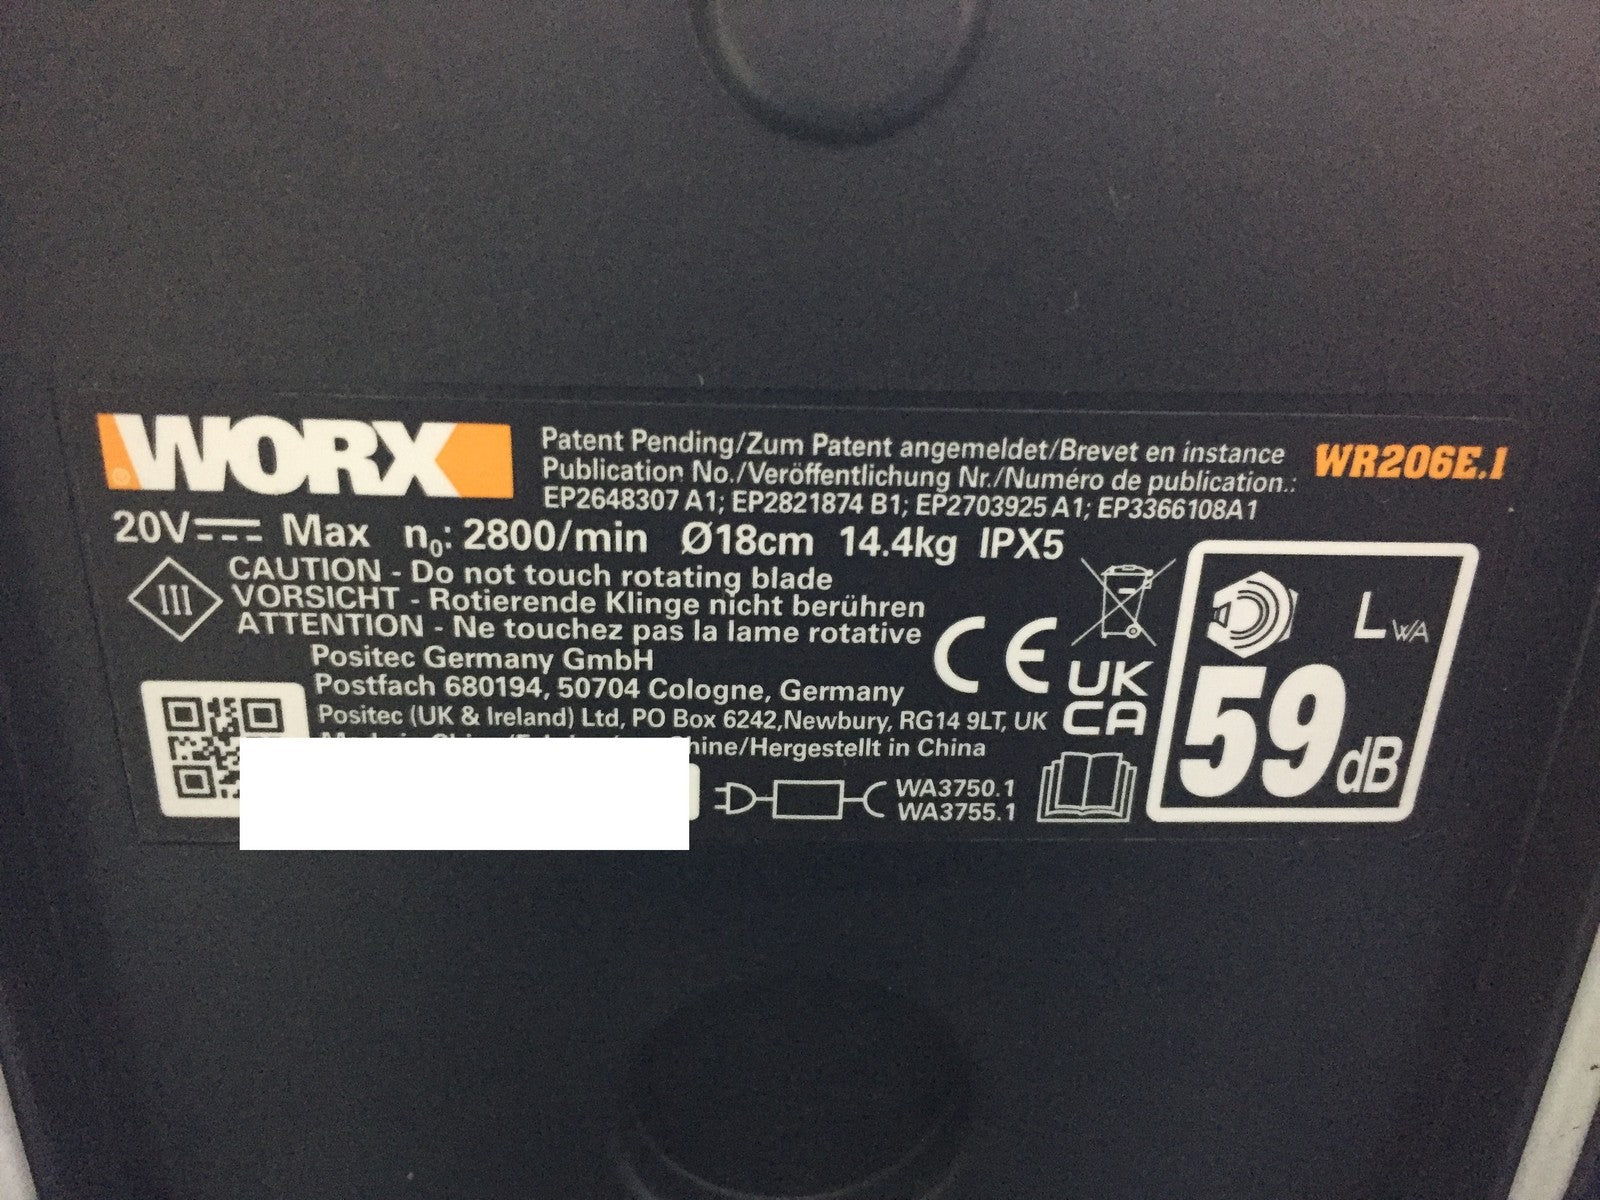 WORX
Patent Pending/Zum Patent angemeldet/Brevet en instance
Publication No./Veröffentlichung Nr./Numéro de publication.:
EP2648307 A1; EP2821874 B1; EP2703925 A1; EP3366108A1
WR206E.1
20V Max n0: 2800/min Ø18cm 14.4kg IPX5
III
CAUTION - Do not touch rotating blade
VORSICHT - Rotierende Klinge nicht berühren
ATTENTION - Ne touchez pas la lame rotative
Positec Germany GmbH
Postfach 680194, 50704 Cologne, Germany
Positec (UK & Ireland) Ltd, PO Box 6242,Newbury, RG14 9LT, UK
/Hergestellt in China
CE
UK
CA
WA3750.1
WA3755.1
LWA
59dB